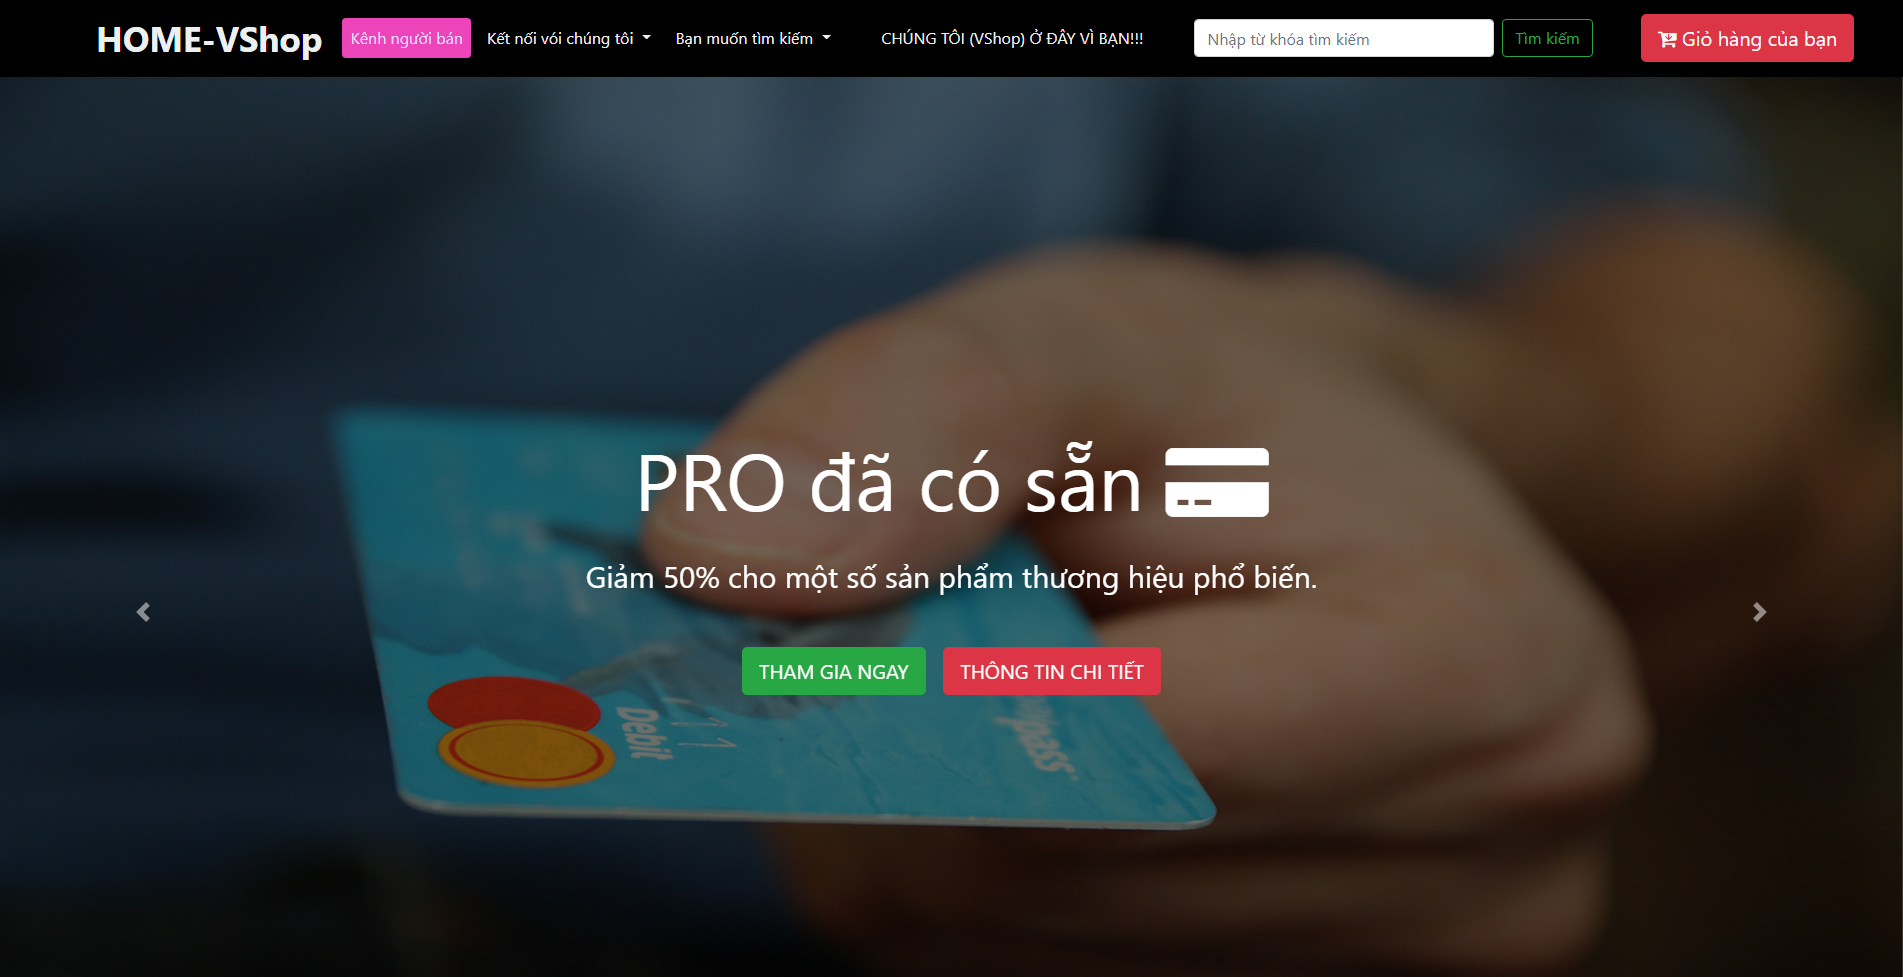 HOME-VShop
Kênh người bán
Kết nối vói chúng tôi
Bạn muốn tìm kiếm
CHÚNG TÔI (VShop) Ở ĐÂY VÌ BẠN!!!
Nhập từ khóa tìm kiếm
Tìm kiếm
Giỏ hàng của bạn
PRO đã có sẵn
Giảm 50% cho một số sản phẩm thương hiệu phổ biến.
THAM GIA NGAY
THÔNG TIN CHI TIẾT
Debit